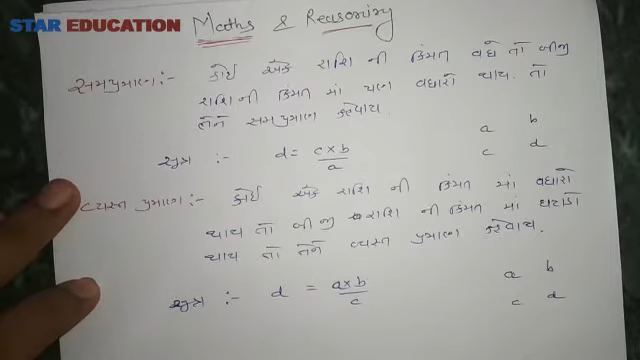 STAR EDUCATION
Maths & Reasoning
સમપ્રમાણ :- કોઈ એક રાશિ ની કિંમત વધે તો બીજી
રાશિ ની કિંમત માં પણ વધારો થાય તો
તેને સમપ્રમાણ કહેવાય
સૂત્ર :- d = c×b/a
a b
c d
વ્યસ્ત પ્રમાણ :- કોઈ એક રાશિ ની કિંમત માં વધારો
થાય તો બીજી રાશિ ની કિંમત માં ઘટાડો
થાય તો તેને વ્યસ્ત પ્રમાણ કહેવાય.
સૂત્ર :- d = a×b/c
a b
c d